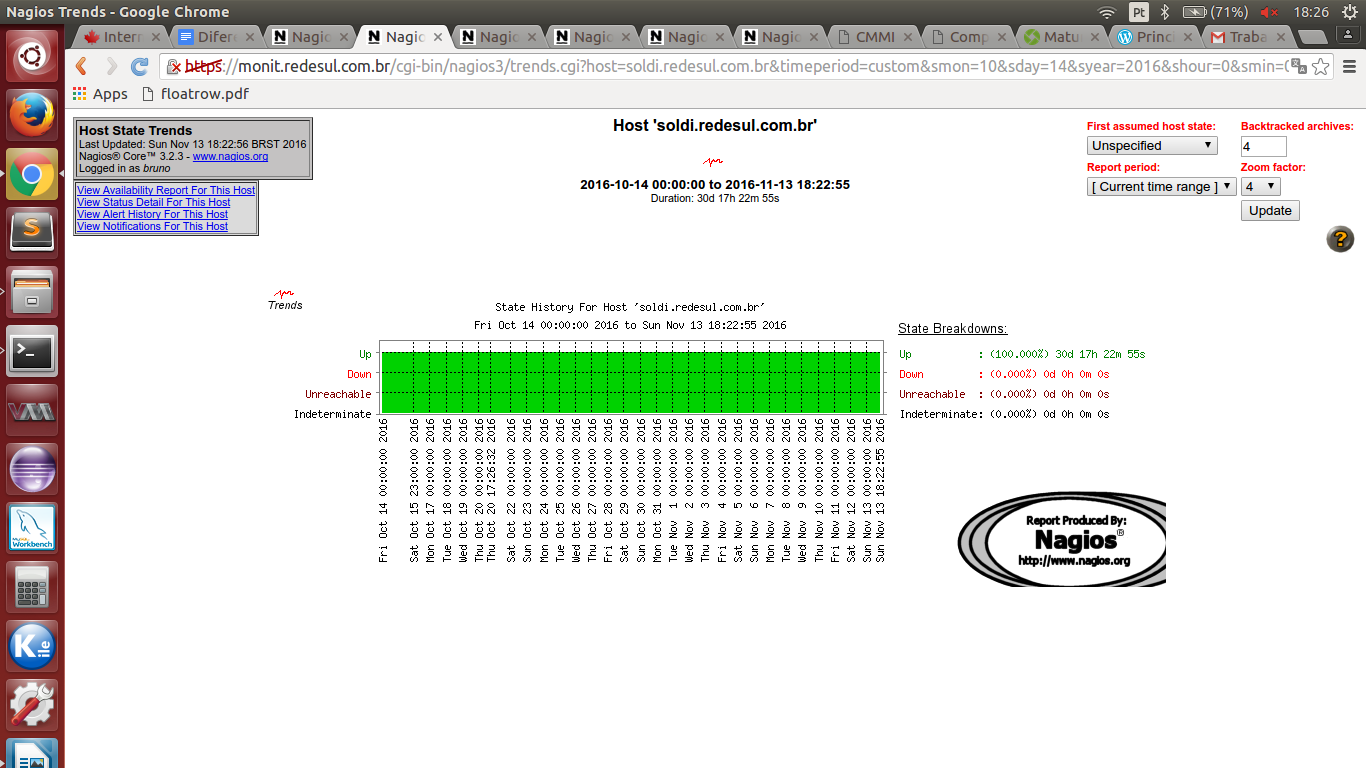 Nagios Trends - Google Chrome
Pt
(71%)
18:26
Intern
Difere
Nagio
Nagio
Nagio
Nagio
Nagio
Nagio
CMMI
Comp
Matu
Princi
Traba
https://monit.redesul.com.br/cgi-bin/nagios3/trends.cgi?host=soldi.redesul.com.br&timeperiod=custom&smon=10&sday=14&syear=2016&shour=0&smin=0
Apps
floatrow.pdf
Host State Trends
Last Updated: Sun Nov 13 18:22:56 BRST 2016
Nagios® Core™ 3.2.3 - www.nagios.org
Logged in as bruno
View Availability Report For This Host
View Status Detail For This Host
View Alert History For This Host
View Notifications For This Host
Host 'soldi.redesul.com.br'
2016-10-14 00:00:00 to 2016-11-13 18:22:55
Duration: 30d 17h 22m 55s
First assumed host state:
Backtracked archives:
Unspecified
4
Report period:
Zoom factor:
[ Current time range ]
4
Update
?
Trends
State History For Host 'soldi.redesul.com.br'
Fri Oct 14 00:00:00 2016 to Sun Nov 13 18:22:55 2016
Up
Down
Unreachable
Indeterminate
Fri Oct 14 00:00:00 2016
Sat Oct 15 23:00:00 2016
Mon Oct 17 00:00:00 2016
Tue Oct 18 00:00:00 2016
Wed Oct 19 00:00:00 2016
Thu Oct 20 00:00:00 2016
Thu Oct 20 17:26:32 2016
Sat Oct 22 00:00:00 2016
Sun Oct 23 00:00:00 2016
Mon Oct 24 00:00:00 2016
Tue Oct 25 00:00:00 2016
Wed Oct 26 00:00:00 2016
Thu Oct 27 00:00:00 2016
Fri Oct 28 00:00:00 2016
Sat Oct 29 00:00:00 2016
Sun Oct 30 00:00:00 2016
Mon Oct 31 00:00:00 2016
Tue Nov 1 00:00:00 2016
Wed Nov 2 00:00:00 2016
Thu Nov 3 00:00:00 2016
Fri Nov 4 00:00:00 2016
Sat Nov 5 00:00:00 2016
Sun Nov 6 00:00:00 2016
Mon Nov 7 00:00:00 2016
Tue Nov 8 00:00:00 2016
Wed Nov 9 00:00:00 2016
Thu Nov 10 00:00:00 2016
Fri Nov 11 00:00:00 2016
Sat Nov 12 00:00:00 2016
Sun Nov 13 00:00:00 2016
Sun Nov 13 18:22:55 2016
State Breakdowns:
Up : (100.000%) 30d 17h 22m 55s
Down : (0.000%) 0d 0h 0m 0s
Unreachable : (0.000%) 0d 0h 0m 0s
Indeterminate: (0.000%) 0d 0h 0m 0s
Report Produced By:
Nagios®
http://www.nagios.org
MySQL
Workbench
K
ile